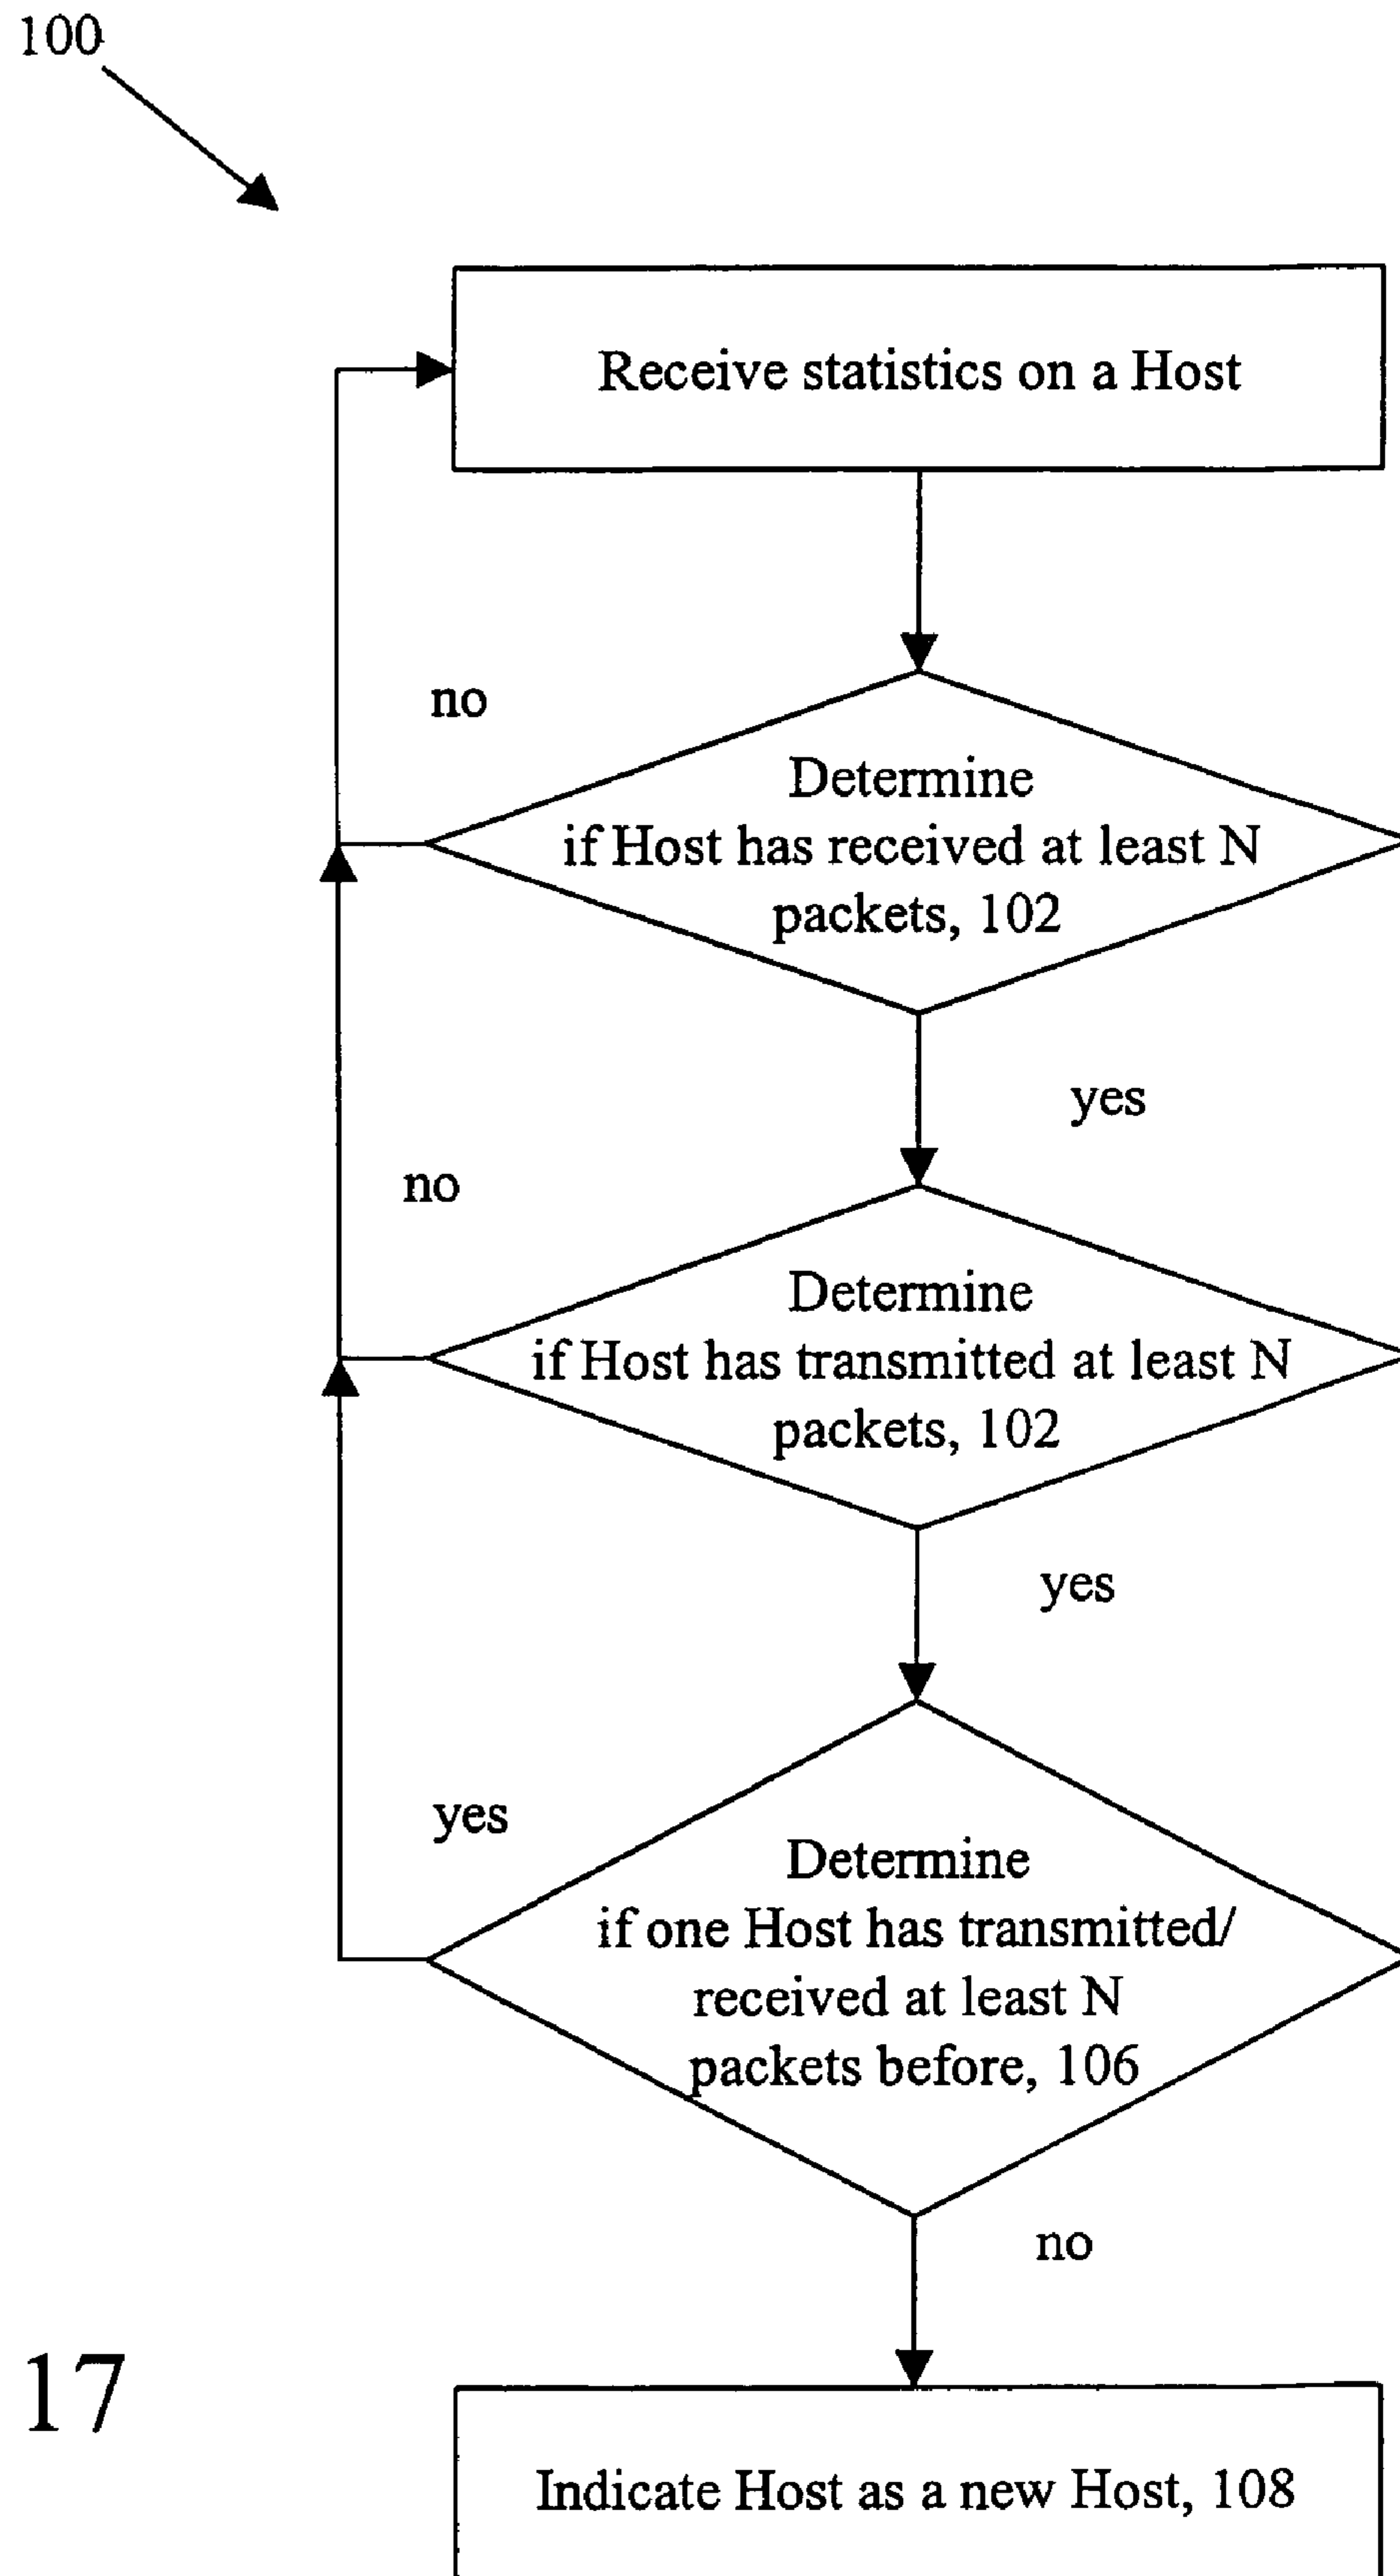 100
Receive statistics on a Host
no
Determine
if Host has received at least N
packets, 102
yes
no
Determine
if Host has transmitted at least N
packets, 102
yes
yes
Determine
if one Host has transmitted/
received at least N
packets before, 106
no
17
Indicate Host as a new Host, 108